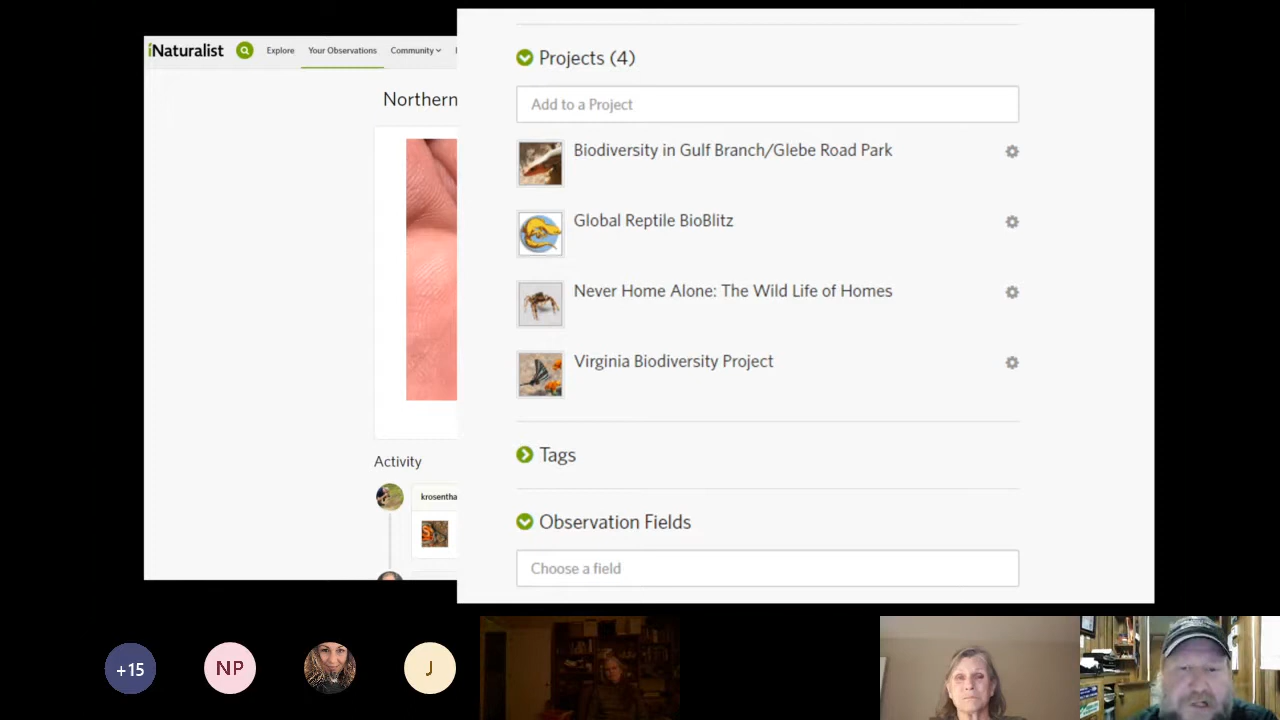 iNaturalist
Explore
Your Observations
Community
Northern
Projects (4)
Add to a Project
Biodiversity in Gulf Branch/Glebe Road Park
Global Reptile BioBlitz
Never Home Alone: The Wild Life of Homes
Virginia Biodiversity Project
Tags
Observation Fields
Choose a field
Activity
krosentha
+15
NP
J